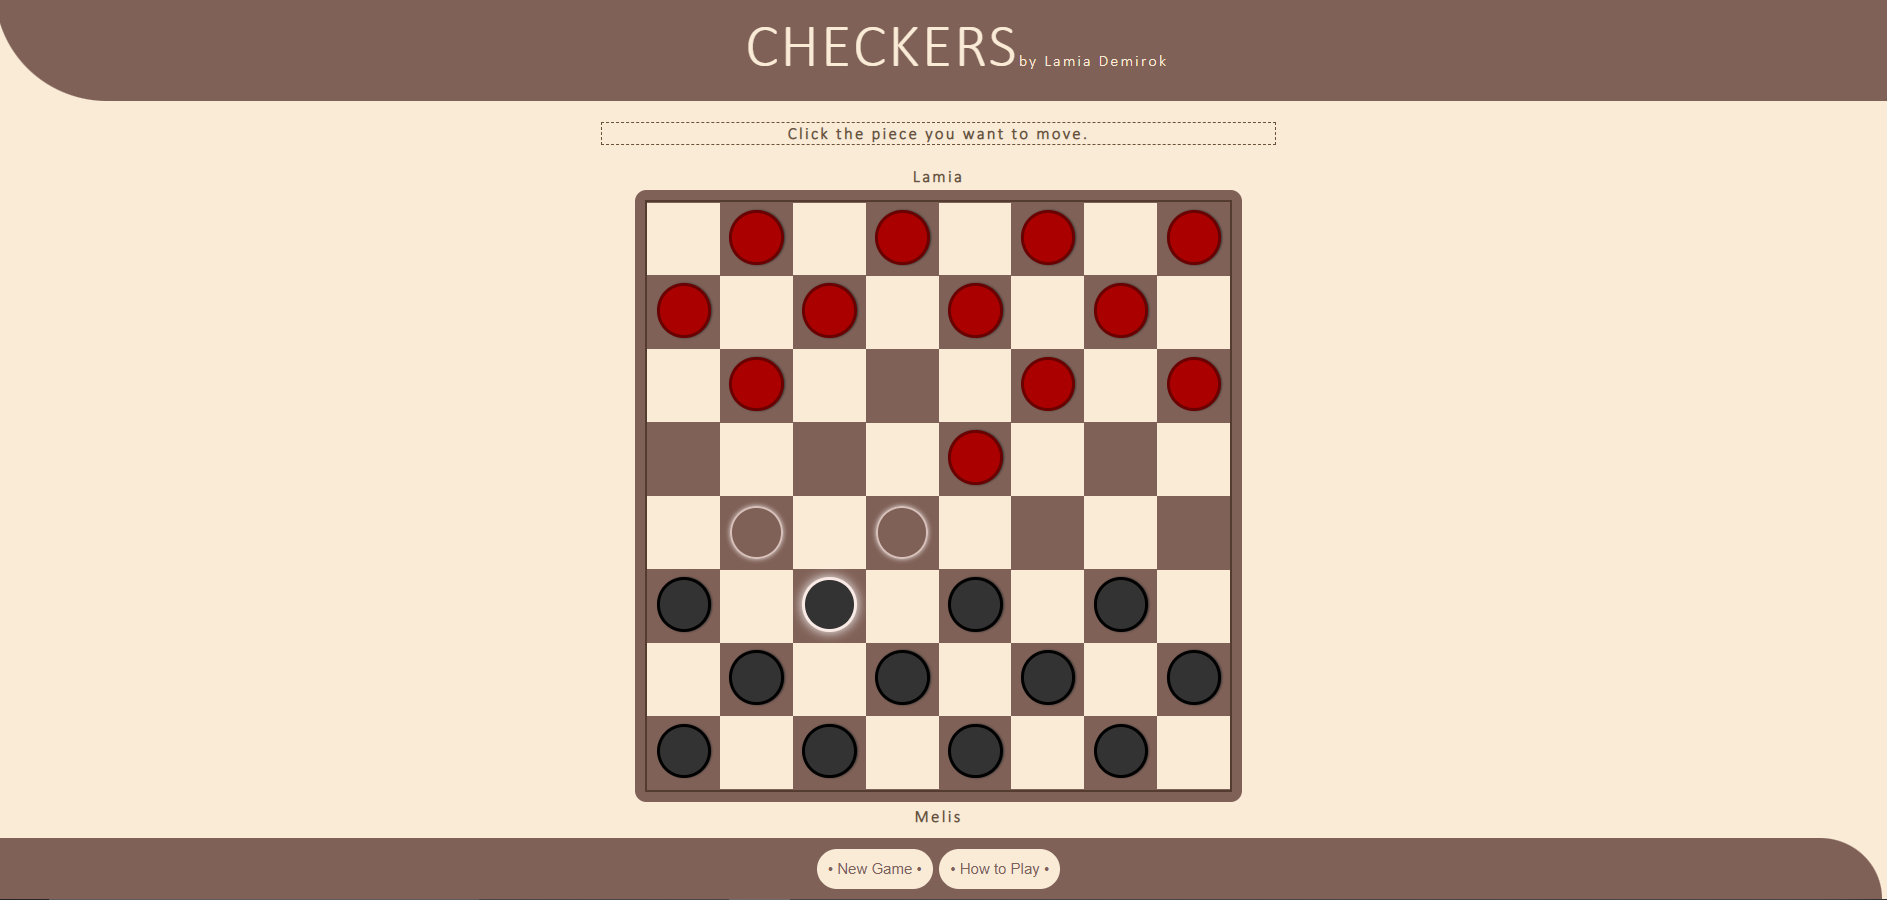 CHECKERS by Lamia Demirok
Click the piece you want to move.
Lamia
Melis
• New Game •
• How to Play •